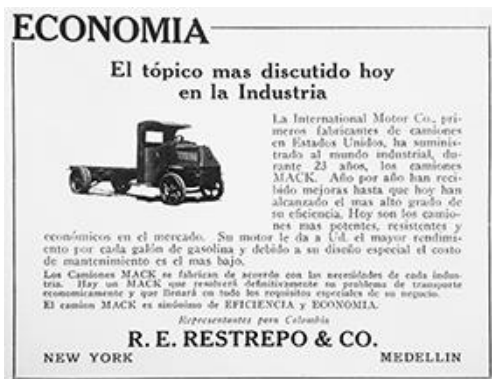 ECONOMIA
El tópico mas discutido hoy
en la Industria
La International Motor Co., pri-
meros fabricantes de camiones
en Estados Unidos, ha suminis-
trado al mundo industrial, du-
rante 23 años, los camiones
MACK. Año por año han reci-
bido mejoras hasta que hoy han
alcanzado el mas alto grado de
su eficiencia. Hoy son los camio-
nes mas potentes, resistentes y
económicos en el mercado. Su motor le da a Ud. el mayor rendimi-
ento por cada galón de gasolina y debido a su diseño especial el costo
de mantenimiento es el mas bajo.
Los Camiones MACK se fabrican de acuerdo con las necesidades de cada indus-
tria. Hay un MACK que resolverá definitivamente su problema de transporte
economicamente y que llenará en todo los requisitos especiales de su negocio.
El camion MACK es sinónimo de EFICIENCIA y ECONOMIA.
Representantes para Colombia
R. E. RESTREPO & CO.
NEW YORK MEDELLIN